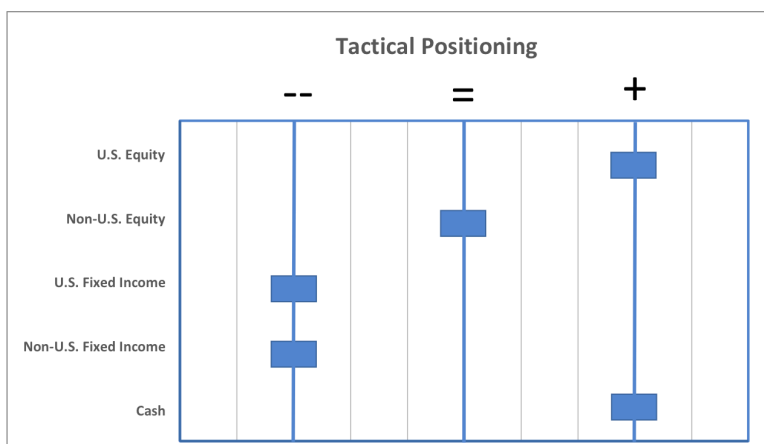 Tactical Positioning
-- = +
U.S. Equity
Non-U.S. Equity
U.S. Fixed Income
Non-U.S. Fixed Income
Cash